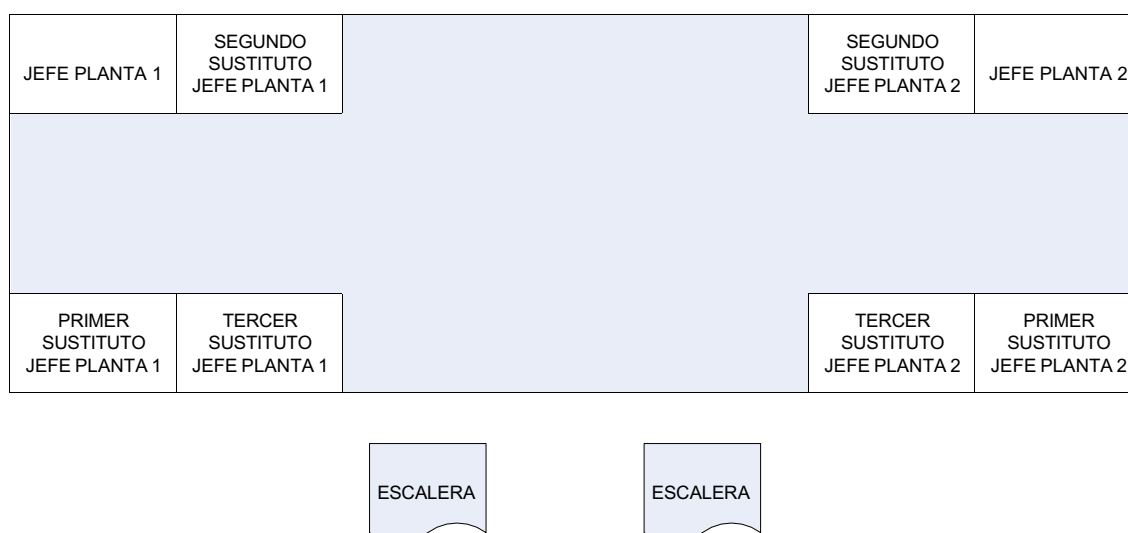 JEFE PLANTA 1
SEGUNDO
SUSTITUTO
JEFE PLANTA 1
SEGUNDO
SUSTITUTO
JEFE PLANTA 2
JEFE PLANTA 2
PRIMER
SUSTITUTO
JEFE PLANTA 1
TERCER
SUSTITUTO
JEFE PLANTA 1
TERCER
SUSTITUTO
JEFE PLANTA 2
PRIMER
SUSTITUTO
JEFE PLANTA 2
ESCALERA
ESCALERA